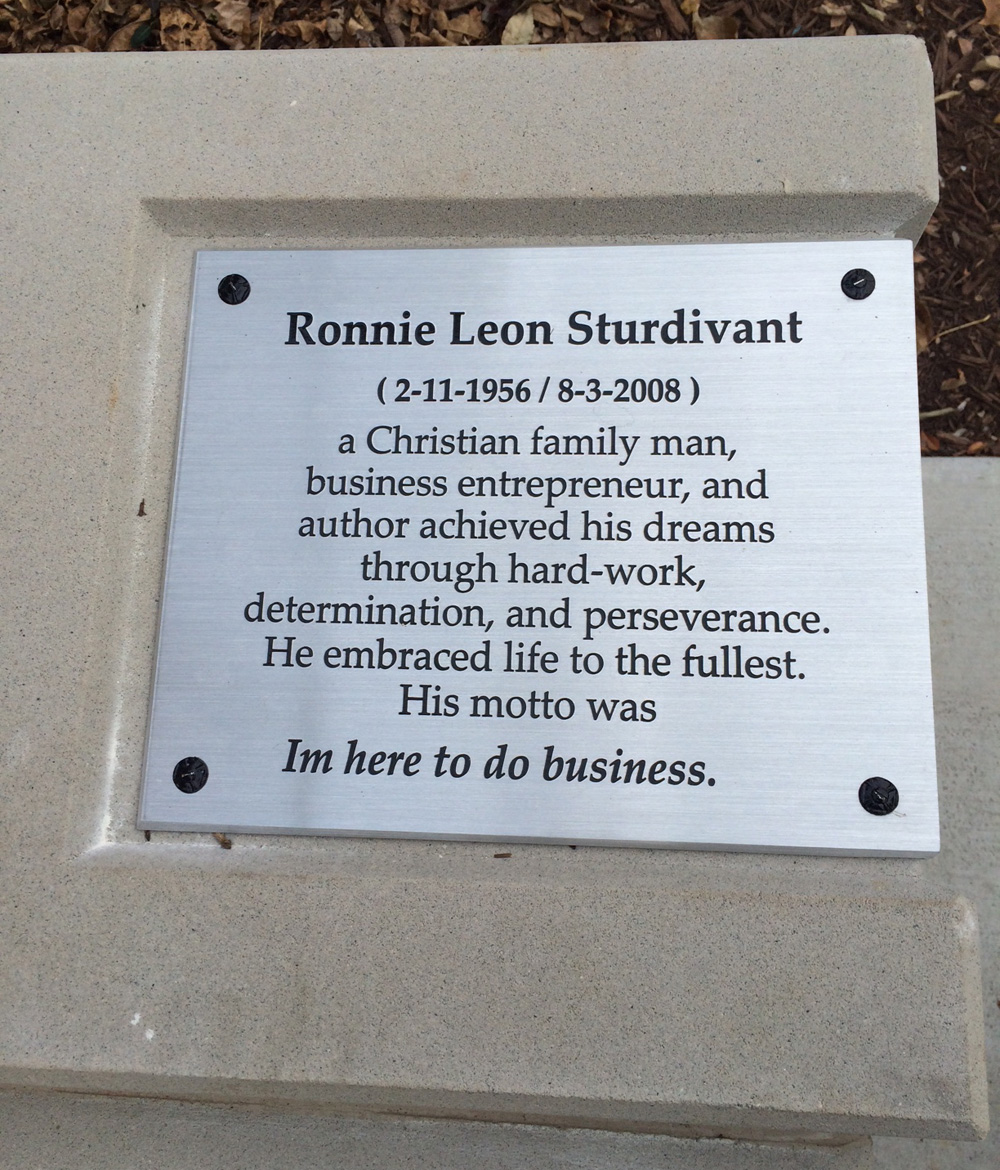 Ronnie Leon Sturdivant
( 2-11-1956 / 8-3-2008 )
a Christian family man,
business entrepreneur, and
author achieved his dreams
through hard-work,
determination, and perseverance.
He embraced life to the fullest.
His motto was
Im here to do business.